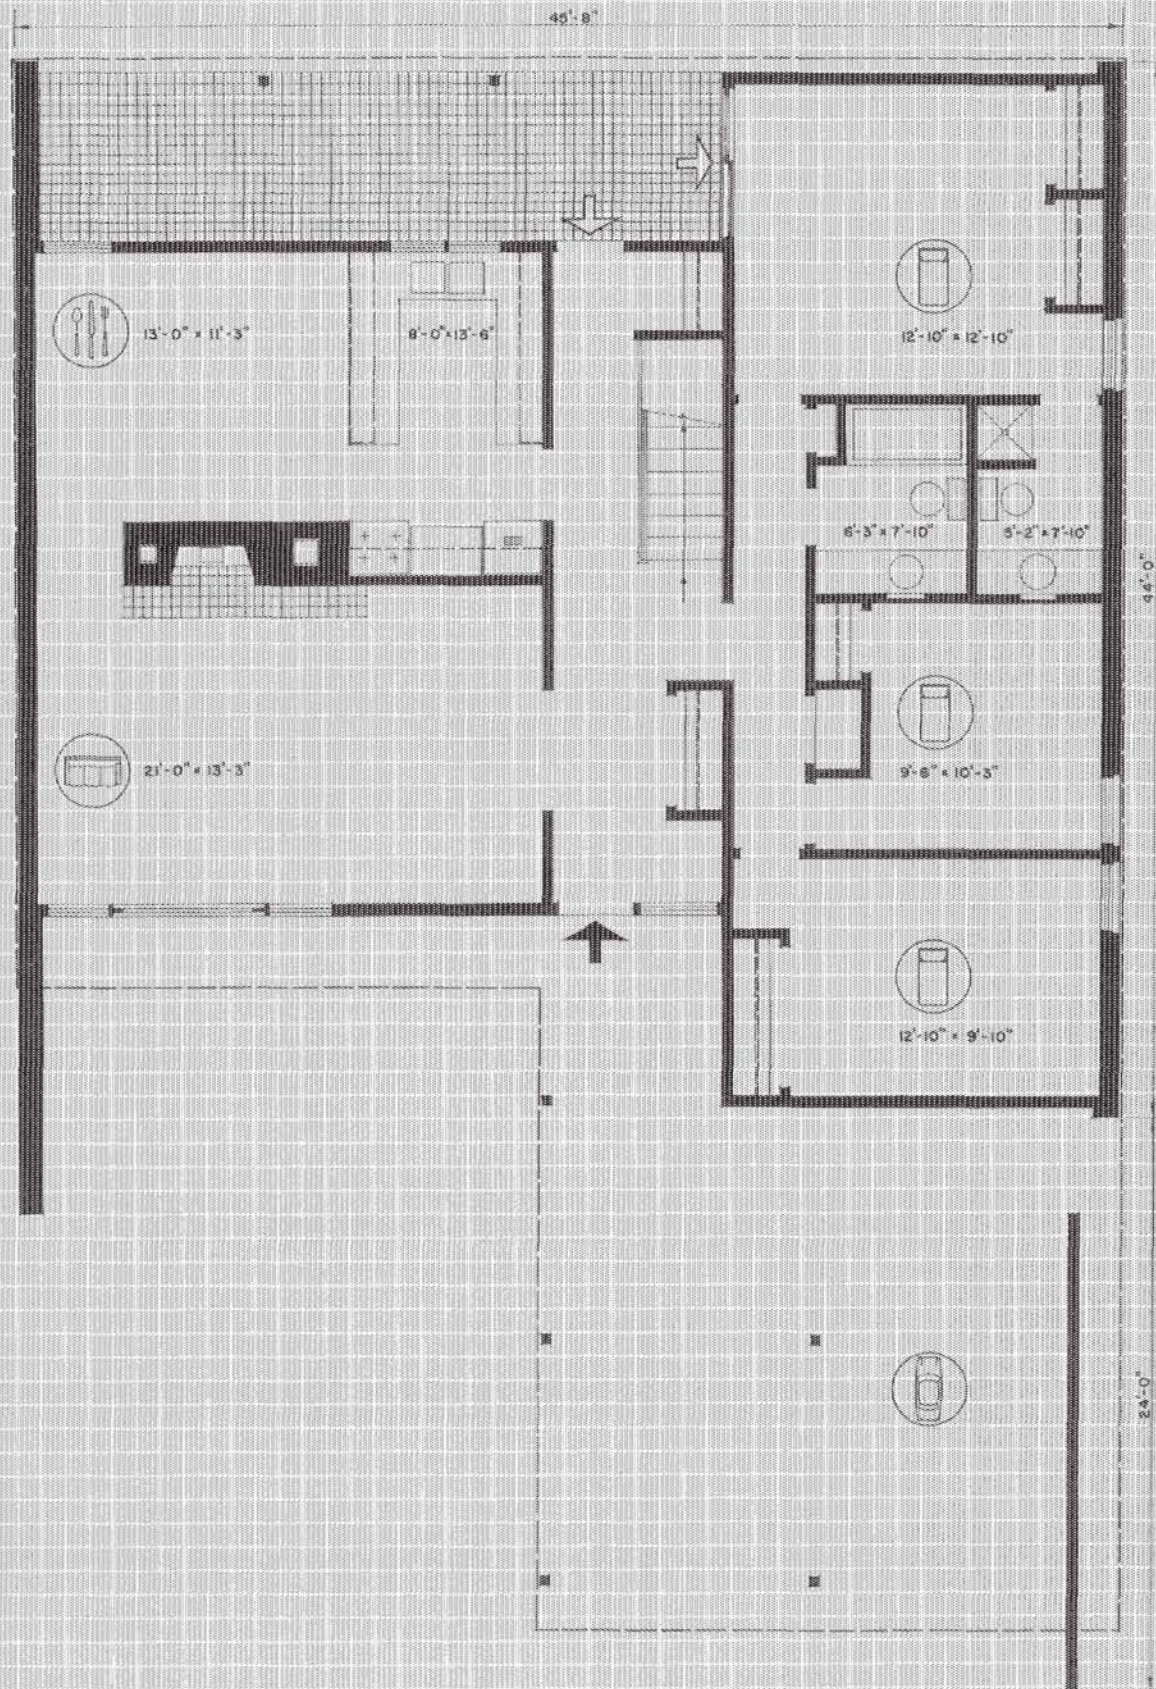 45'-8"
13'-0" x 11'-3"
8'-0" x 13'-6"
12'-10" x 12'-10"
6'-3" x 7'-10"
5'-2" x 7'-10"
44'-0"
21'-0" x 13'-3"
9'-6" x 10'-3"
12'-10" x 9'-10"
24'-0"